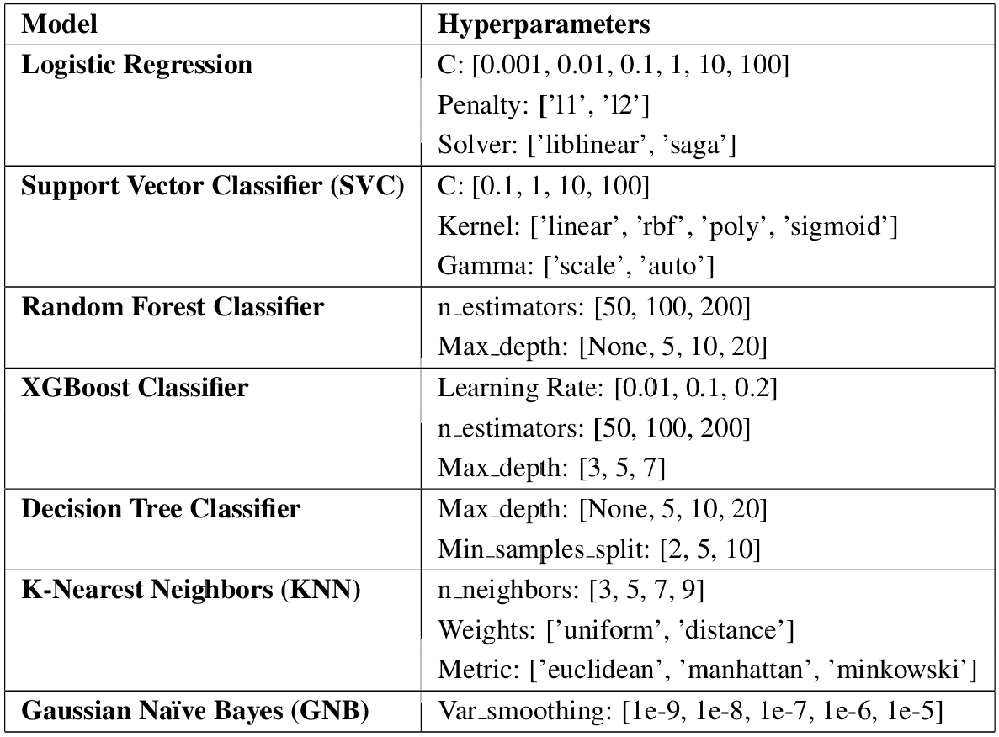 Model Hyperparameters
Logistic Regression C: [0.001, 0.01, 0.1, 1, 10, 100]
Penalty: [’l1’, ’l2’]
Solver: [’liblinear’, ’saga’]
Support Vector Classifier (SVC) C: [0.1, 1, 10, 100]
Kernel: [’linear’, ’rbf’, ’poly’, ’sigmoid’]
Gamma: [’scale’, ’auto’]
Random Forest Classifier n_estimators: [50, 100, 200]
Max_depth: [None, 5, 10, 20]
XGBoost Classifier Learning Rate: [0.01, 0.1, 0.2]
n_estimators: [50, 100, 200]
Max_depth: [3, 5, 7]
Decision Tree Classifier Max_depth: [None, 5, 10, 20]
Min_samples_split: [2, 5, 10]
K-Nearest Neighbors (KNN) n_neighbors: [3, 5, 7, 9]
Weights: [’uniform’, ’distance’]
Metric: [’euclidean’, ’manhattan’, ’minkowski’]
Gaussian Naïve Bayes (GNB) Var_smoothing: [1e-9, 1e-8, 1e-7, 1e-6, 1e-5]